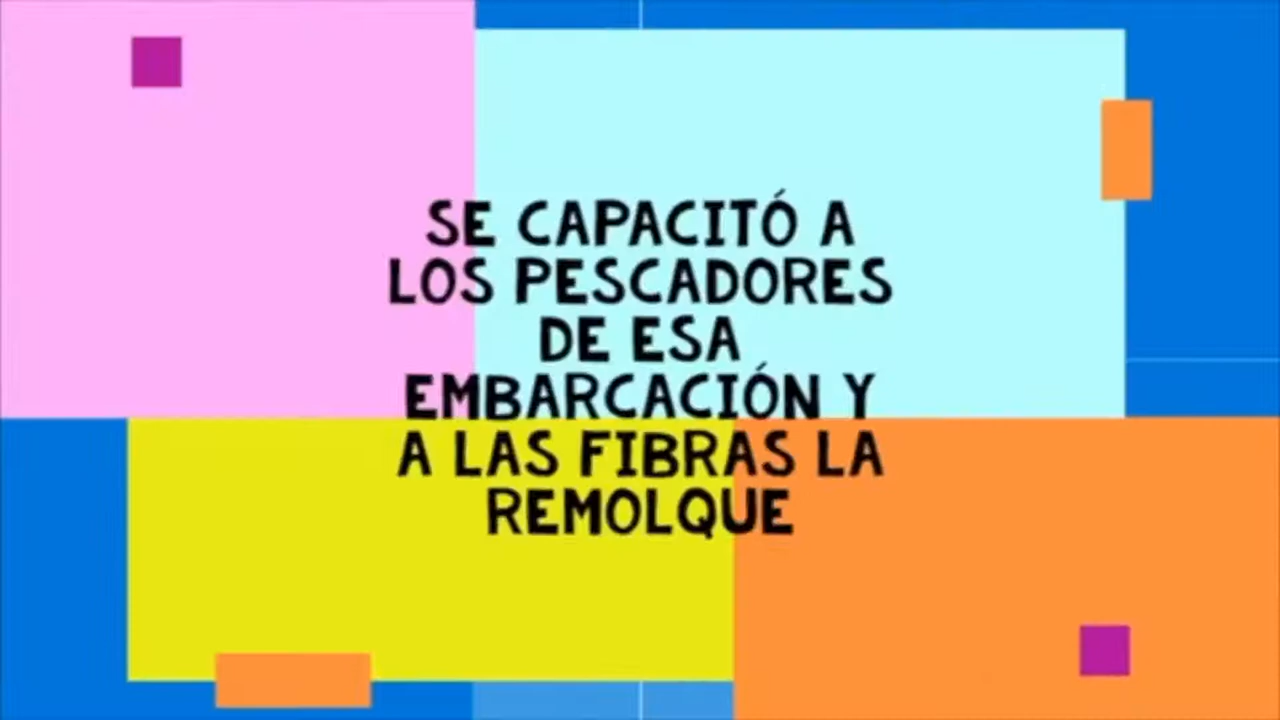 SE CAPACITÓ A
LOS PESCADORES
DE ESA
EMBARCACIÓN Y
A LAS FIBRAS LA
REMOLQUE